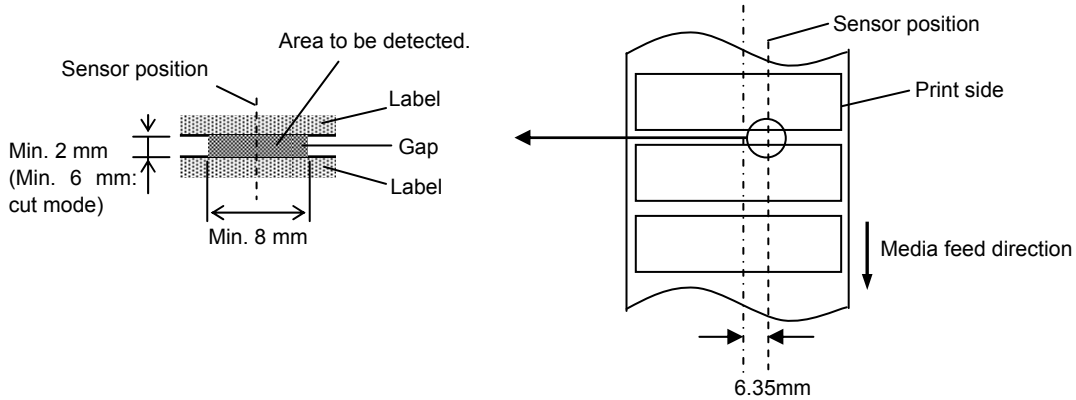 Area to be detected.
Sensor position
Label
Gap
Label
Min. 2 mm
(Min. 6 mm:
cut mode)
Min. 8 mm
Sensor position
Print side
Media feed direction
6.35mm